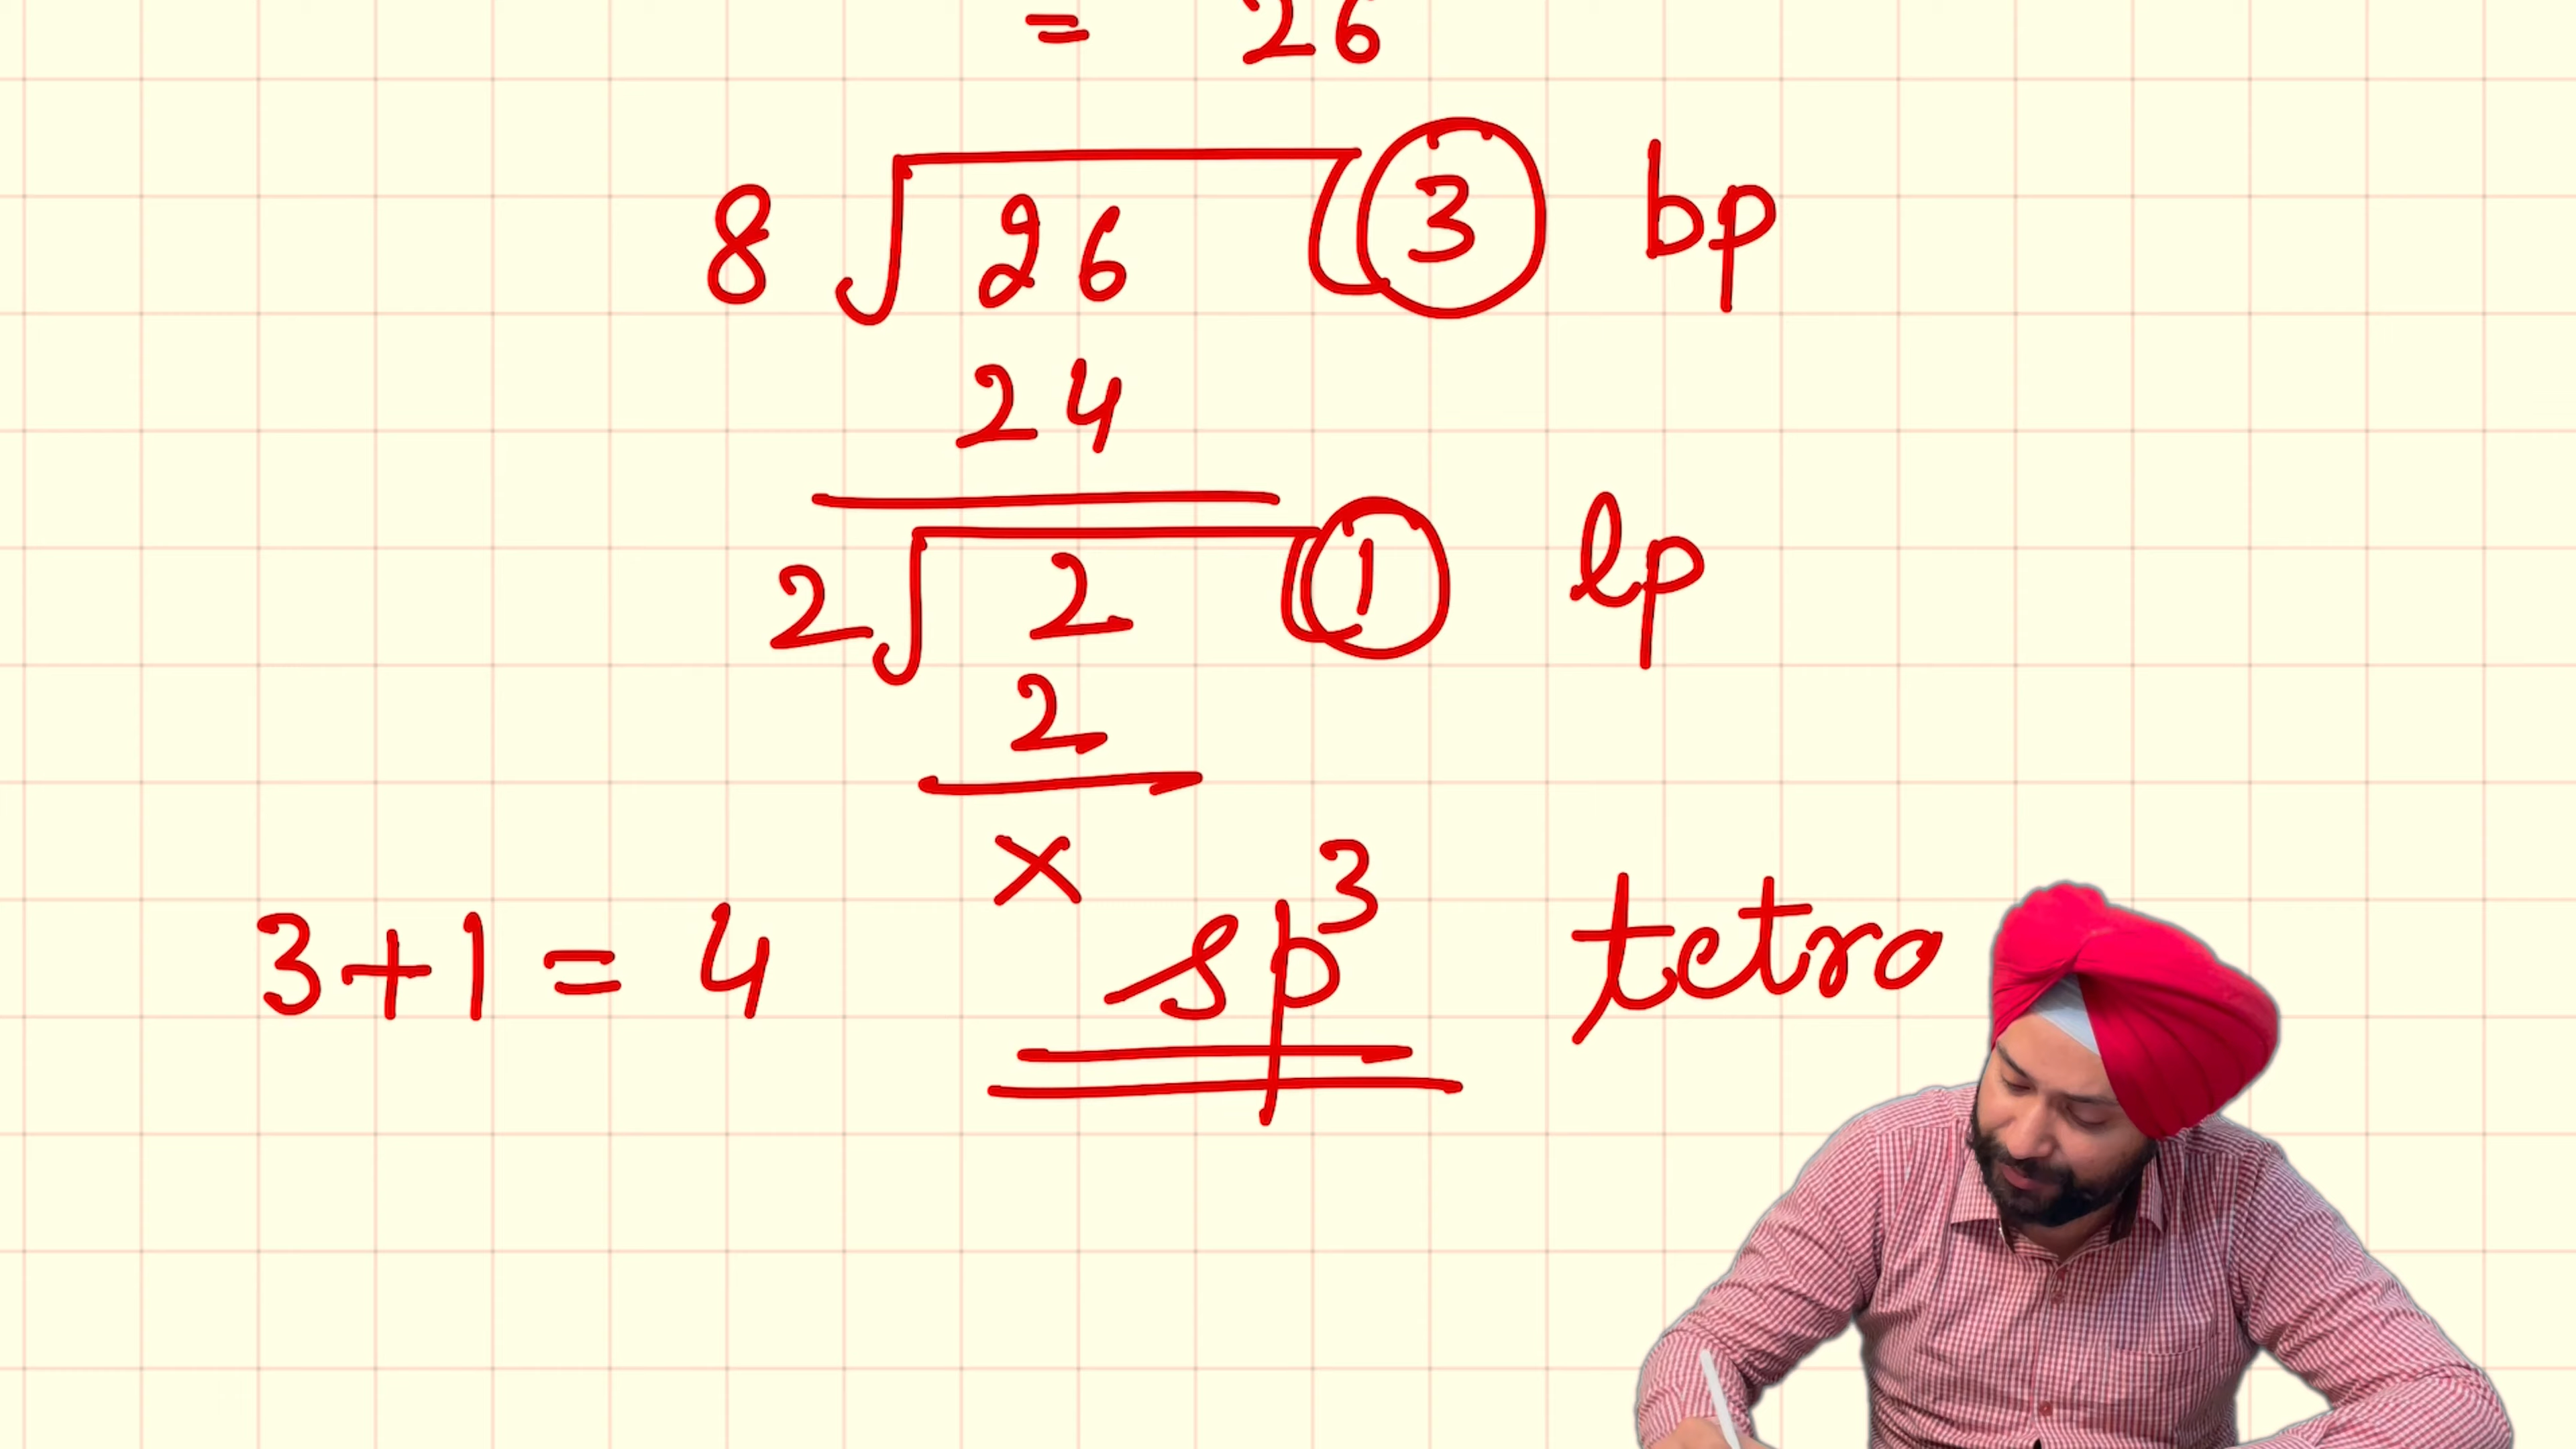 = 26
8 √26 ( 3 bp
24
2 √2 ( 1 lp
2
×
3+1 = 4 sp³ tetra